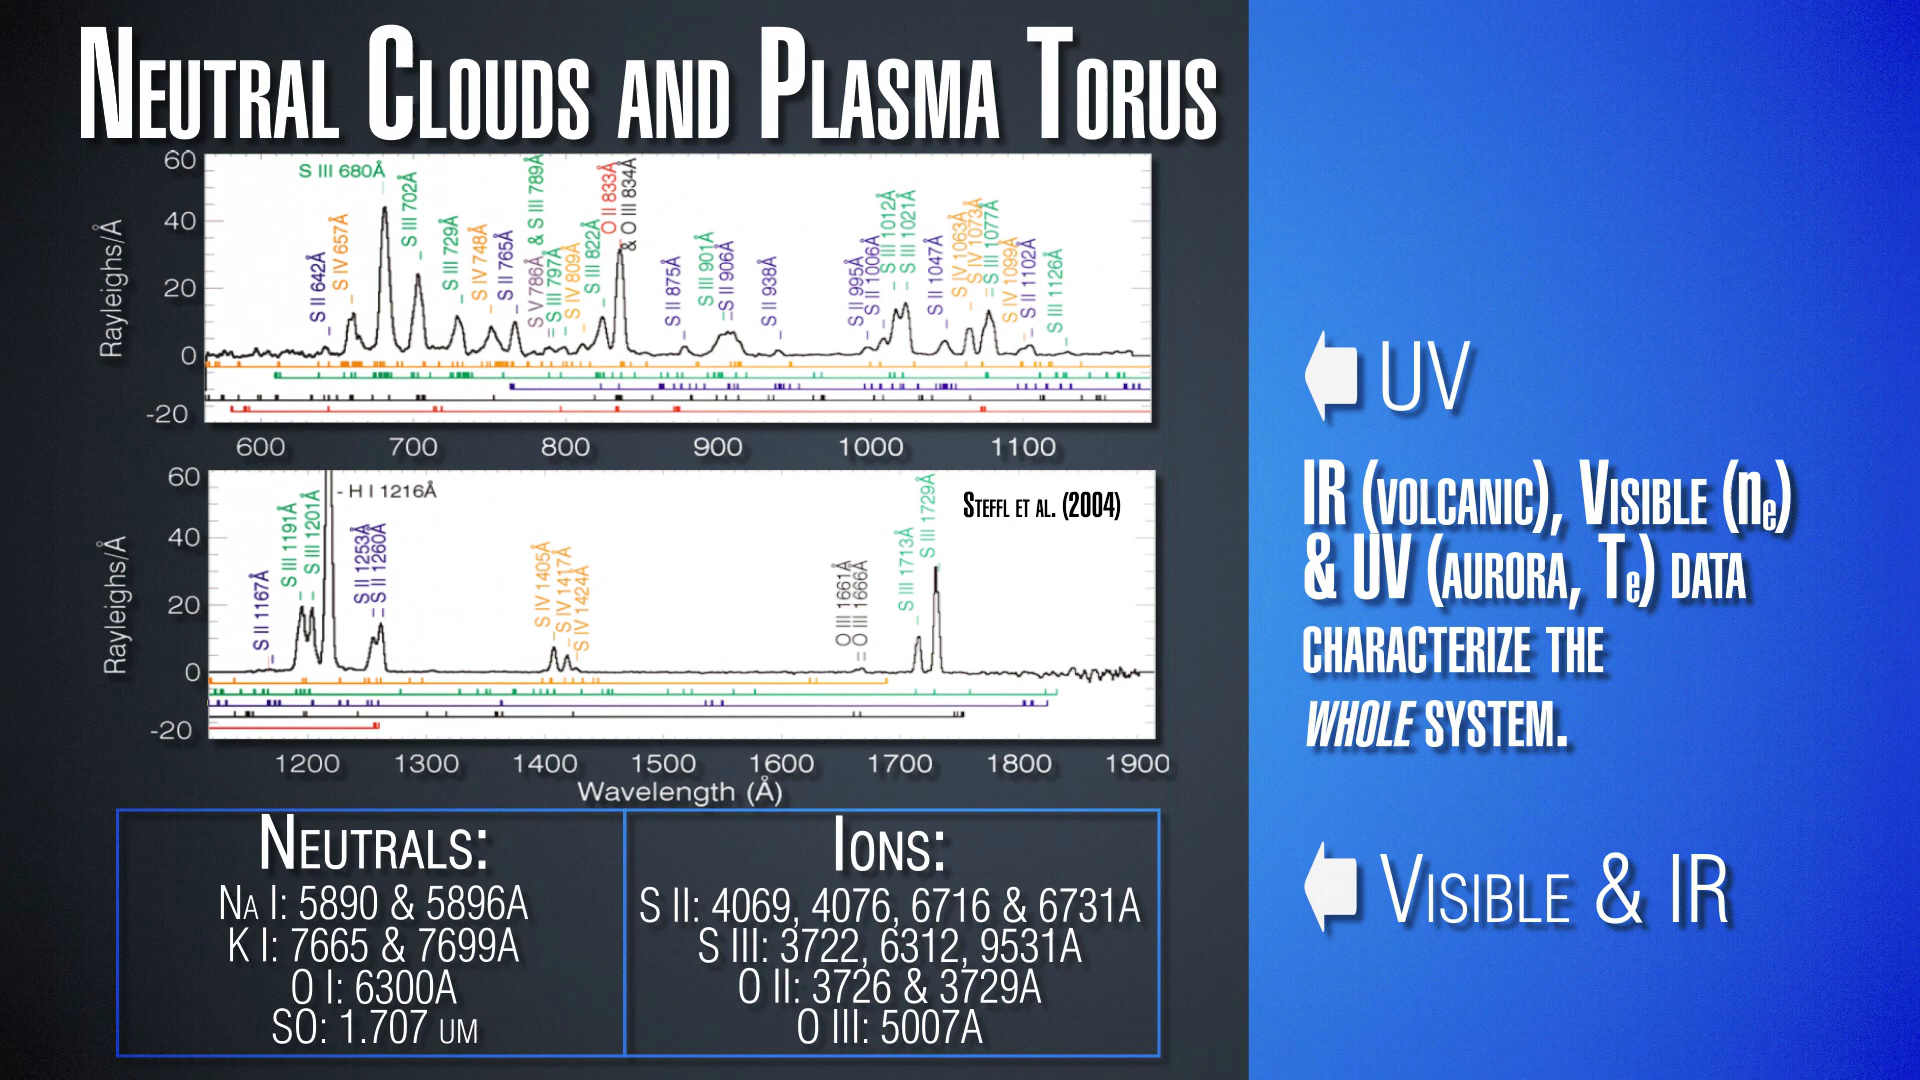 Neutral Clouds and Plasma Torus
60
40
20
0
-20
Rayleighs/Å
S II 642Å
S IV 657Å
S III 680Å
S III 702Å
S III 729Å
S IV 748Å
S II 765Å
S V 786Å & S III 789Å
S III 797Å
S IV 809Å
S III 822Å
O II 833Å
& O III 834Å
S II 875Å
S III 901Å
S II 906Å
S II 938Å
S II 995Å
S II 1006Å
S III 1012Å
S III 1021Å
S II 1047Å
S IV 1063Å
S IV 1073Å
S III 1077Å
S IV 1099Å
S II 1102Å
S III 1126Å
600 700 800 900 1000 1100
60
40
20
0
-20
Rayleighs/Å
S II 1167Å
S III 1191Å
S III 1201Å
- H I 1216Å
S II 1253Å
S II 1260Å
S IV 1405Å
S IV 1417Å
S IV 1424Å
O III 1661Å
O III 1666Å
S III 1713Å
S III 1729Å
Steffl et al. (2004)
1200 1300 1400 1500 1600 1700 1800 1900
Wavelength (Å)
Neutrals:
Na I: 5890 & 5896A
K I: 7665 & 7699A
O I: 6300A
SO: 1.707 um
Ions:
S II: 4069, 4076, 6716 & 6731A
S III: 3722, 6312, 9531A
O II: 3726 & 3729A
O III: 5007A
UV
IR (volcanic), Visible (ne)
& UV (aurora, Te) data
characterize the
whole system.
Visible & IR